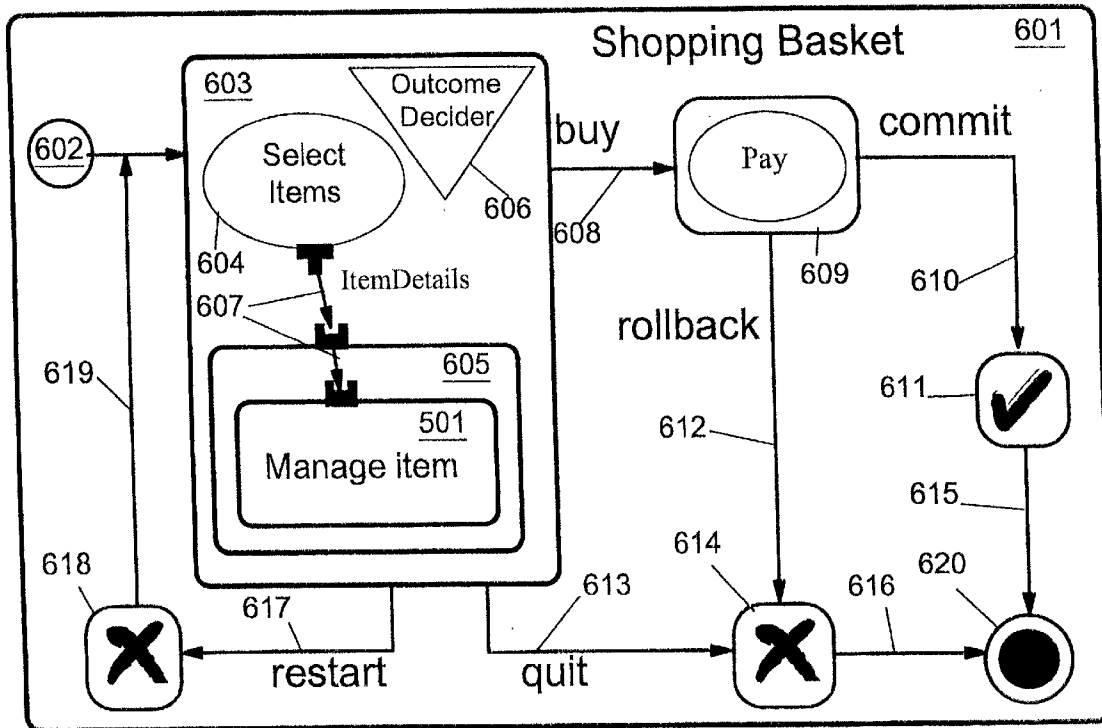 Shopping Basket
601
603
Outcome
Decider
602
Select
Items
buy
Pay
commit
606
608
604
609
610
ItemDetails
607
rollback
619
605
611
612
501
Manage item
615
618
614
620
617
613
616
restart
quit